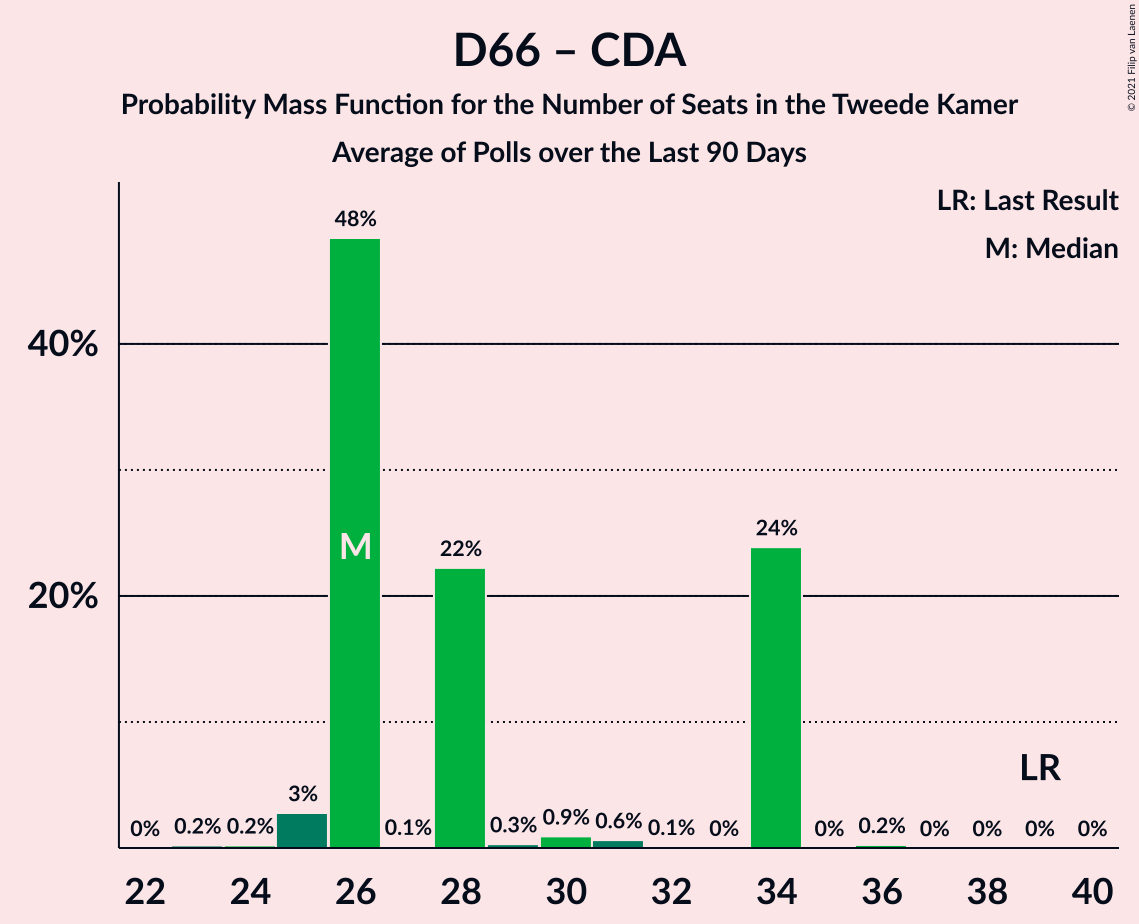 D66 – CDA
Probability Mass Function for the Number of Seats in the Tweede Kamer
Average of Polls over the Last 90 Days
© 2021 Filip van Laenen
LR: Last Result
M: Median
48%
40%
24%
M
22%
20%
LR
3%
0% 0.2% 0.2% 0.1% 0.3% 0.9% 0.6% 0.1% 0% 0% 0.2% 0% 0% 0% 0%
22 24 26 28 30 32 34 36 38 40